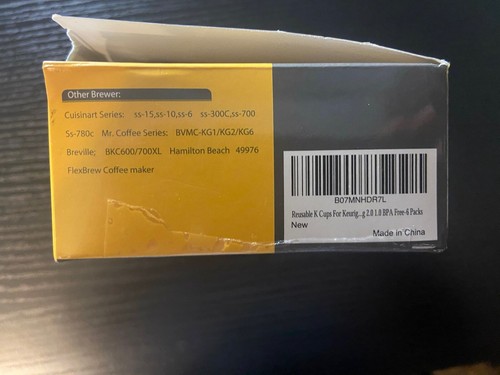 Other Brewer:
Cuisinart Series: ss-15,ss-10,ss-6 ss-300C,ss-700
Ss-780c Mr. Coffee Series: BVMC-KG1/KG2/KG6
Breville; BKC600/700XL Hamilton Beach 49976
FlexBrew Coffee maker
B07MNHDR7L
Reusable K Cups For Keurig...g 2.0 1.0 BPA Free-6 Packs
New
Made in China